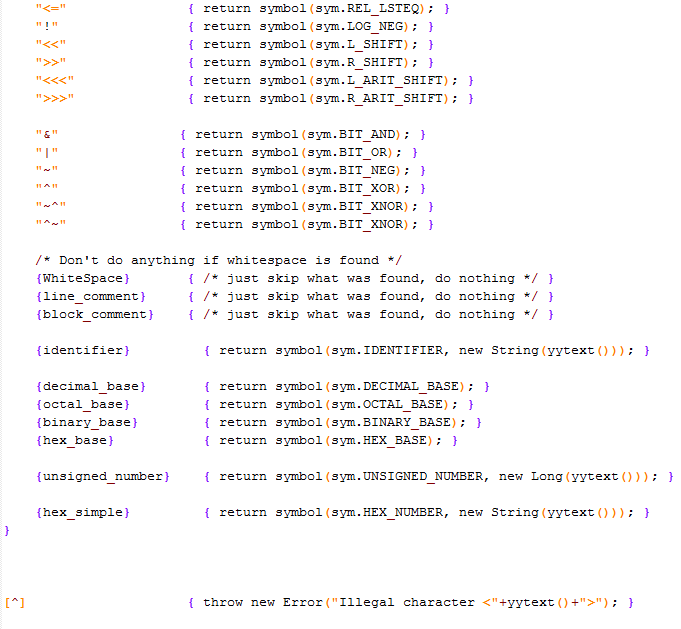 "<="                { return symbol(sym.REL_LSTEQ); }
"!"                 { return symbol(sym.LOG_NEG); }
"<<"                { return symbol(sym.L_SHIFT); }
">>"                { return symbol(sym.R_SHIFT); }
"<<<"               { return symbol(sym.L_ARIT_SHIFT); }
">>>"               { return symbol(sym.R_ARIT_SHIFT); }
"&"                { return symbol(sym.BIT_AND); }
"|"                { return symbol(sym.BIT_OR); }
"~"                { return symbol(sym.BIT_NEG); }
"^"                { return symbol(sym.BIT_XOR); }
"~^"               { return symbol(sym.BIT_XNOR); }
"^~"               { return symbol(sym.BIT_XNOR); }
/* Don't do anything if whitespace is found */
{WhiteSpace}       { /* just skip what was found, do nothing */ }
{line_comment}     { /* just skip what was found, do nothing */ }
{block_comment}    { /* just skip what was found, do nothing */ }
{identifier}         { return symbol(sym.IDENTIFIER, new String(yytext())); }
{decimal_base}       { return symbol(sym.DECIMAL_BASE); }
{octal_base}         { return symbol(sym.OCTAL_BASE); }
{binary_base}        { return symbol(sym.BINARY_BASE); }
{hex_base}           { return symbol(sym.HEX_BASE); }
{unsigned_number}    { return symbol(sym.UNSIGNED_NUMBER, new Long(yytext())); }
{hex_simple}         { return symbol(sym.HEX_NUMBER, new String(yytext())); }
}
[^]                    { throw new Error("Illegal character <"+yytext()+">"); }